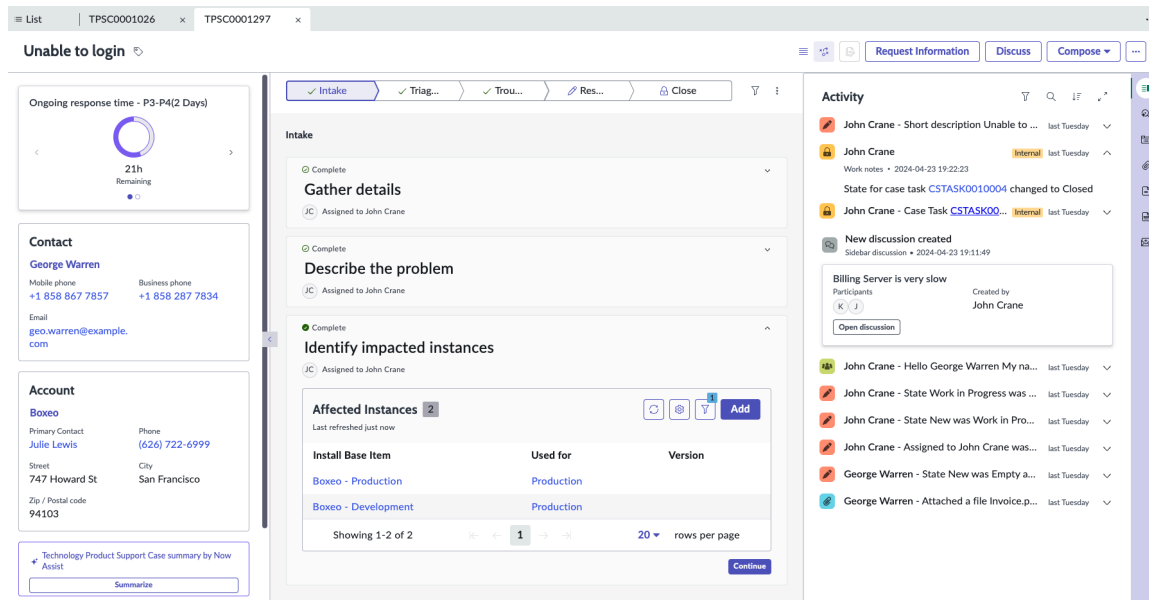 List
TPSC0001026
TPSC0001297
Unable to login
Request Information
Discuss
Compose
Ongoing response time - P3-P4(2 Days)
21h
Remaining
Contact
George Warren
Mobile phone
Business phone
+1 858 867 7857
+1 858 287 7834
Email
geo.warren@example.
com
Account
Boxeo
Primary Contact
Phone
Julie Lewis
(626) 722-6999
Street
City
747 Howard St
San Francisco
Zip / Postal code
94103
Technology Product Support Case summary by Now
Assist
Summarize
Intake
Triag...
Trou...
Res...
Close
Intake
Complete
Gather details
JC Assigned to John Crane
Complete
Describe the problem
JC Assigned to John Crane
Complete
Identify impacted instances
JC Assigned to John Crane
Affected Instances 2
1
Add
Last refreshed just now
Install Base Item
Used for
Version
Boxeo - Production
Production
Boxeo - Development
Production
Showing 1-2 of 2
1
20
rows per page
Continue
Activity
John Crane - Short description Unable to ... last Tuesday
John Crane Internal last Tuesday
Work notes • 2024-04-23 19:22:23
State for case task CSTASK0010004 changed to Closed
John Crane - Case Task CSTASK00... Internal last Tuesday
New discussion created
Sidebar discussion • 2024-04-23 19:11:49
Billing Server is very slow
Participants
Created by
K J
John Crane
Open discussion
John Crane - Hello George Warren My na... last Tuesday
John Crane - State Work in Progress was ... last Tuesday
John Crane - State New was Work in Pro... last Tuesday
John Crane - Assigned to John Crane was... last Tuesday
George Warren - State New was Empty a... last Tuesday
George Warren - Attached a file Invoice.p... last Tuesday